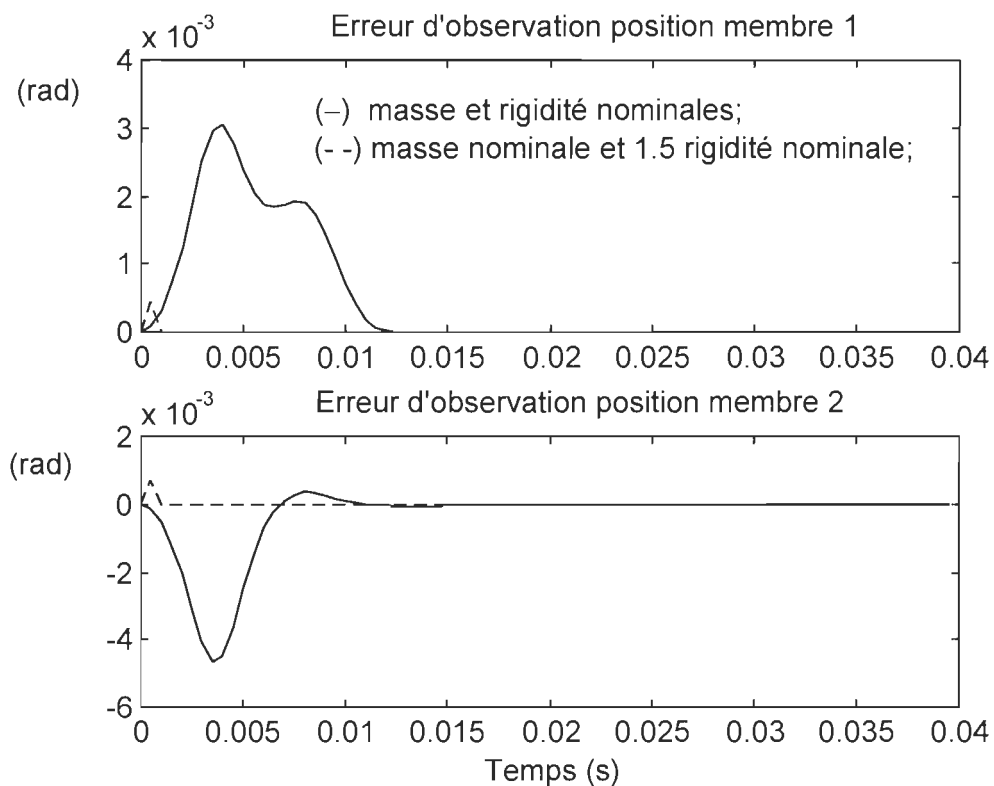 x 10⁻³ Erreur d'observation position membre 1
(rad)
4
3
2
1
0
(–) masse et rigidité nominales;
(- -) masse nominale et 1.5 rigidité nominale;
0 0.005 0.01 0.015 0.02 0.025 0.03 0.035 0.04
x 10⁻³ Erreur d'observation position membre 2
(rad)
2
0
-2
-4
-6
0 0.005 0.01 0.015 0.02 0.025 0.03 0.035 0.04
Temps (s)